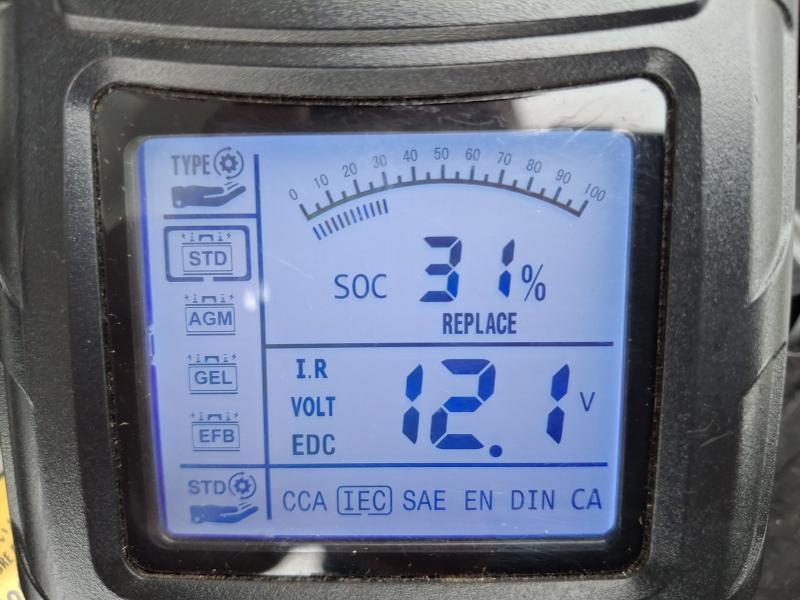 TYPE
0 10 20 30 40 50 60 70 80 90 100
STD
SOC 31%
REPLACE
AGM
GEL
EFB
I.R
VOLT 12.1 V
EDC
STD
CCA IEC SAE EN DIN CA